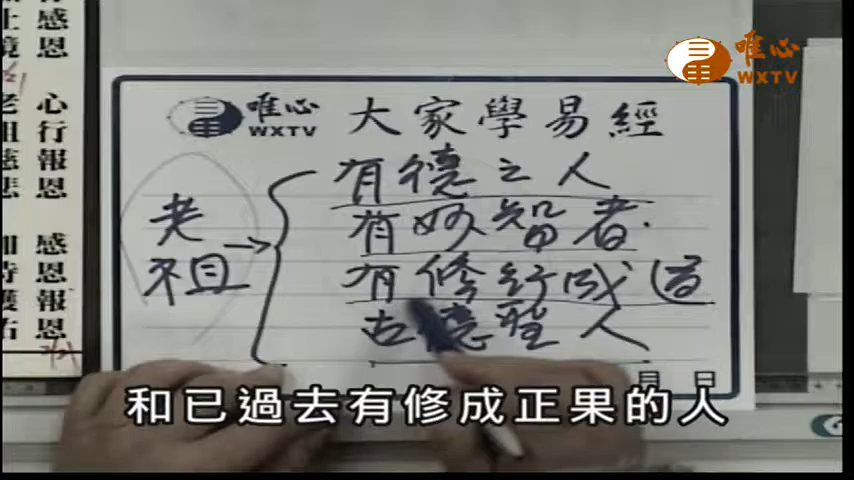 唯心
WXTV
唯心
WXTV
大家學易經
老祖
有德之人
有妙智者
有修行成道
古德聖人
心行報恩
感恩報恩
感恩
和已過去有修成正果的人